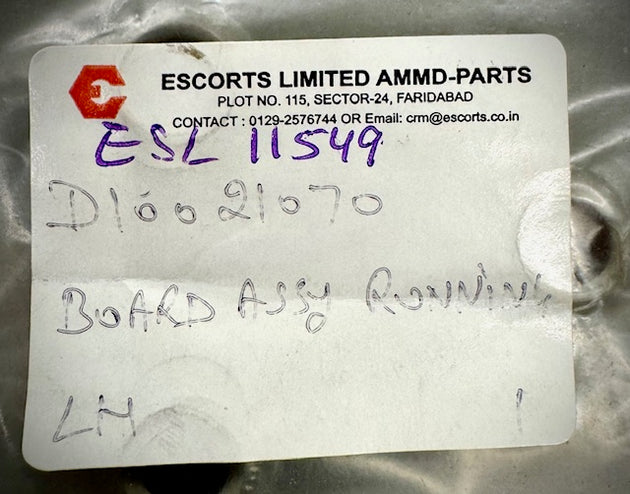 ESCORTS LIMITED AMMD-PARTS
PLOT NO. 115, SECTOR-24, FARIDABAD
CONTACT : 0129-2576744 OR Email: crm@escorts.co.in
ESL 11549
D16021070
BOARD ASSY RUNNING
LH 1